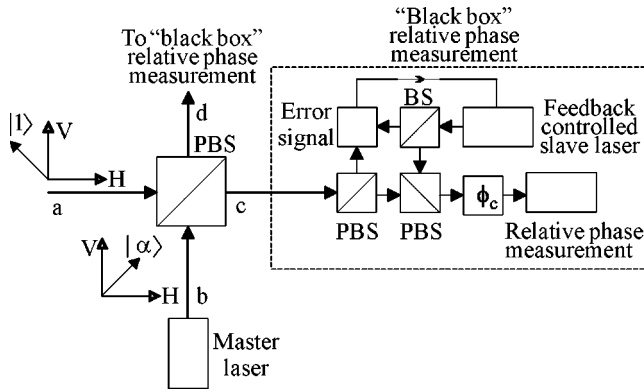 To “black box”
relative phase
measurement
“Black box”
relative phase
measurement
d
PBS
|1⟩
V
H
a
c
V
|α⟩
H
b
Master
laser
Error
signal
BS
Feedback
controlled
slave laser
PBS
PBS
ϕc
Relative phase
measurement